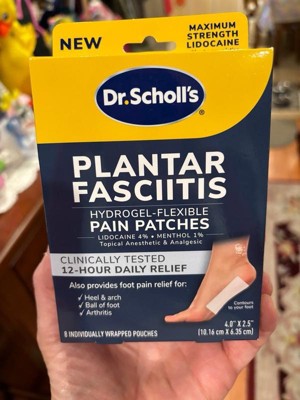 NEW
MAXIMUM
STRENGTH
LIDOCAINE
Dr. Scholl's
PLANTAR
FASCIITIS
HYDROGEL-FLEXIBLE
PAIN PATCHES
LIDOCAINE 4% • MENTHOL 1%
Topical Anesthetic & Analgesic
CLINICALLY TESTED
12-HOUR DAILY RELIEF
Also provides foot pain relief for:
✓ Heel & arch
✓ Ball of foot
✓ Arthritis
Contours
to your foot
8 INDIVIDUALLY WRAPPED POUCHES
4.0" X 2.5"
(10.16 cm X 6.35 cm)